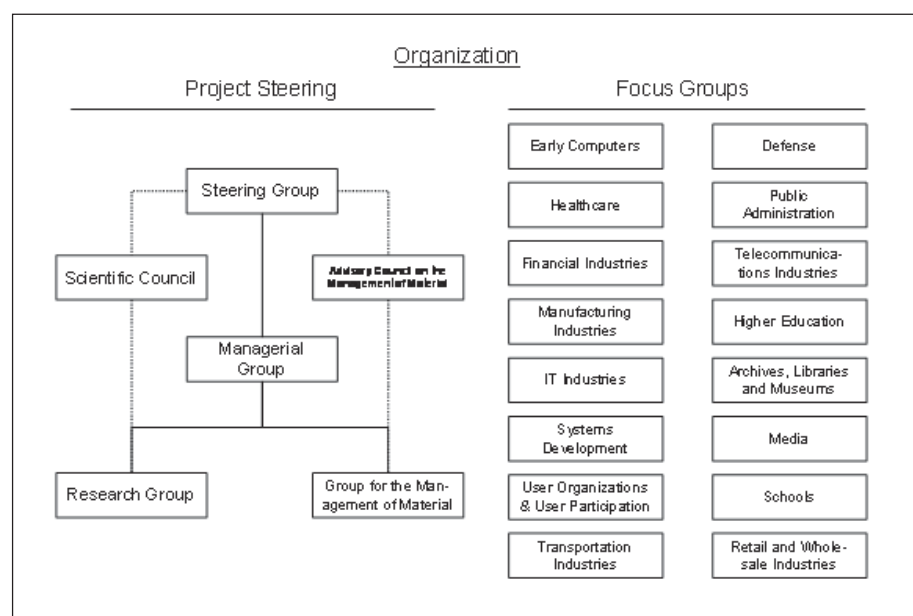 Organization
Project Steering
Steering Group
Scientific Council
Advisory Council on the
Management of Material
Managerial
Group
Research Group
Group for the Man-
agement of Material
Focus Groups
Early Computers
Defense
Healthcare
Public
Administration
Financial Industries
Telecommunica-
tions Industries
Manufacturing
Industries
Higher Education
IT Industries
Archives, Libraries
and Museums
Systems
Development
Media
User Organizations
& User Participation
Schools
Transportation
Industries
Retail and Whole-
sale Industries